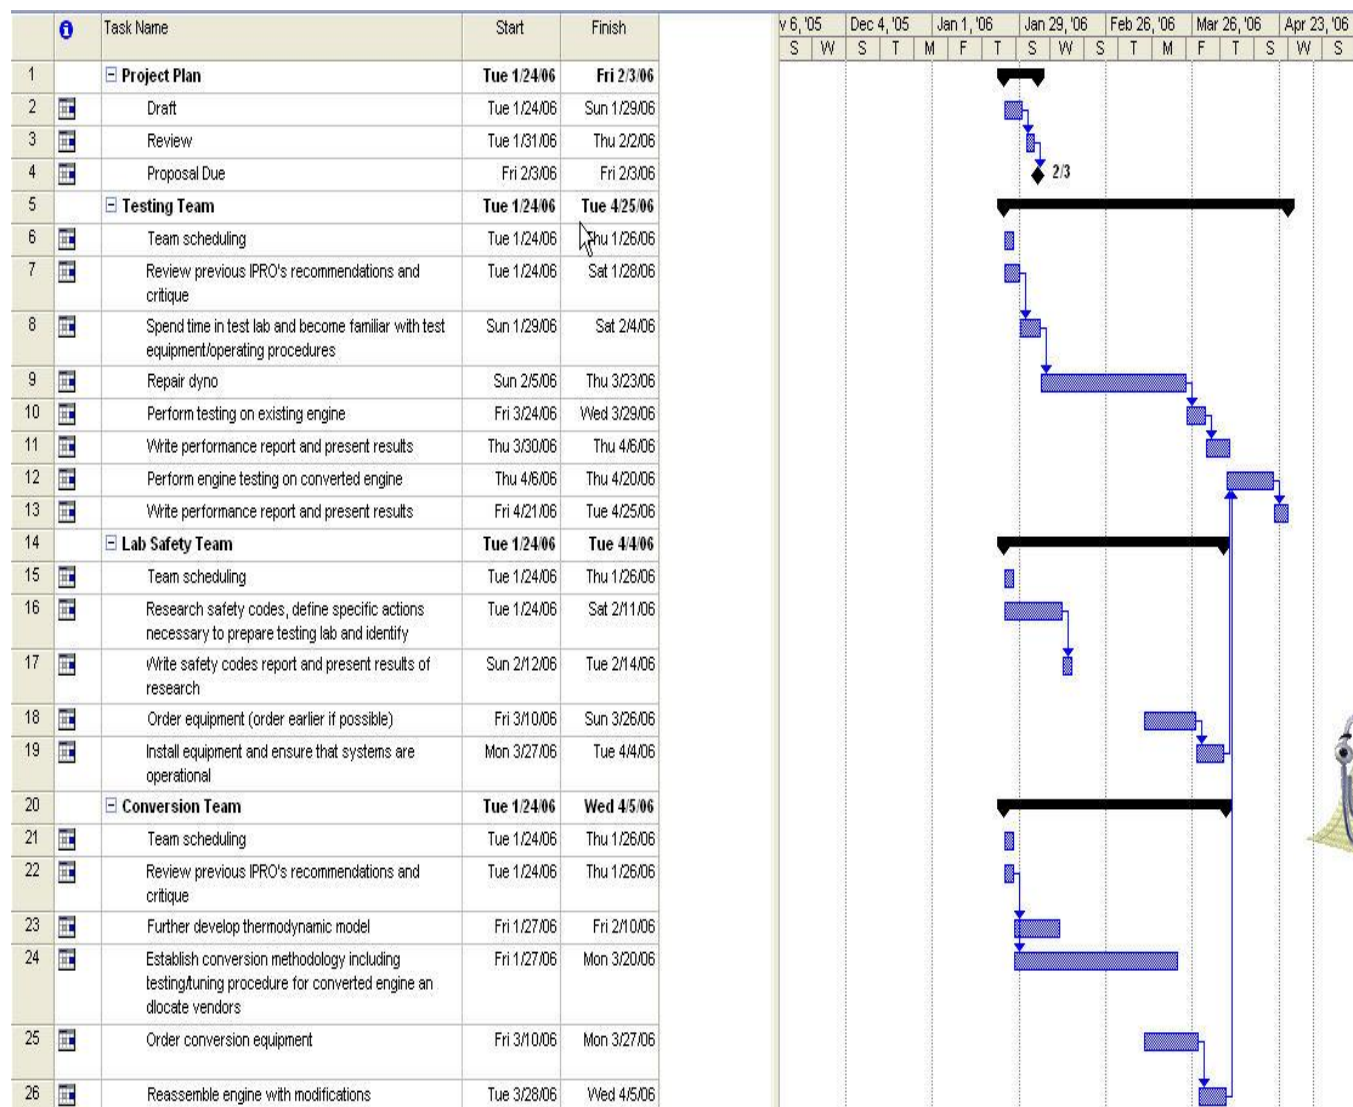 Task Name Start Finish v 6, '05 Dec 4, '05 Jan 1, '06 Jan 29, '06 Feb 26, '06 Mar 26, '06 Apr 23, '06
S W S T M F T S W S T M F T S W S
1 Project Plan Tue 1/24/06 Fri 2/3/06
2 Draft Tue 1/24/06 Sun 1/29/06
3 Review Tue 1/31/06 Thu 2/2/06
4 Proposal Due Fri 2/3/06 Fri 2/3/06 2/3
5 Testing Team Tue 1/24/06 Tue 4/25/06
6 Team scheduling Tue 1/24/06 Thu 1/26/06
7 Review previous IPRO's recommendations and Tue 1/24/06 Sat 1/28/06
critique
8 Spend time in test lab and become familiar with test Sun 1/29/06 Sat 2/4/06
equipment/operating procedures
9 Repair dyno Sun 2/5/06 Thu 3/23/06
10 Perform testing on existing engine Fri 3/24/06 Wed 3/29/06
11 Write performance report and present results Thu 3/30/06 Thu 4/6/06
12 Perform engine testing on converted engine Thu 4/6/06 Thu 4/20/06
13 Write performance report and present results Fri 4/21/06 Tue 4/25/06
14 Lab Safety Team Tue 1/24/06 Tue 4/4/06
15 Team scheduling Tue 1/24/06 Thu 1/26/06
16 Research safety codes, define specific actions Tue 1/24/06 Sat 2/11/06
necessary to prepare testing lab and identify
17 Write safety codes report and present results of Sun 2/12/06 Tue 2/14/06
research
18 Order equipment (order earlier if possible) Fri 3/10/06 Sun 3/26/06
19 Install equipment and ensure that systems are Mon 3/27/06 Tue 4/4/06
operational
20 Conversion Team Tue 1/24/06 Wed 4/5/06
21 Team scheduling Tue 1/24/06 Thu 1/26/06
22 Review previous IPRO's recommendations and Tue 1/24/06 Thu 1/26/06
critique
23 Further develop thermodynamic model Fri 1/27/06 Fri 2/10/06
24 Establish conversion methodology including Fri 1/27/06 Mon 3/20/06
testing/tuning procedure for converted engine an
dlocate vendors
25 Order conversion equipment Fri 3/10/06 Mon 3/27/06
26 Reassemble engine with modifications Tue 3/28/06 Wed 4/5/06